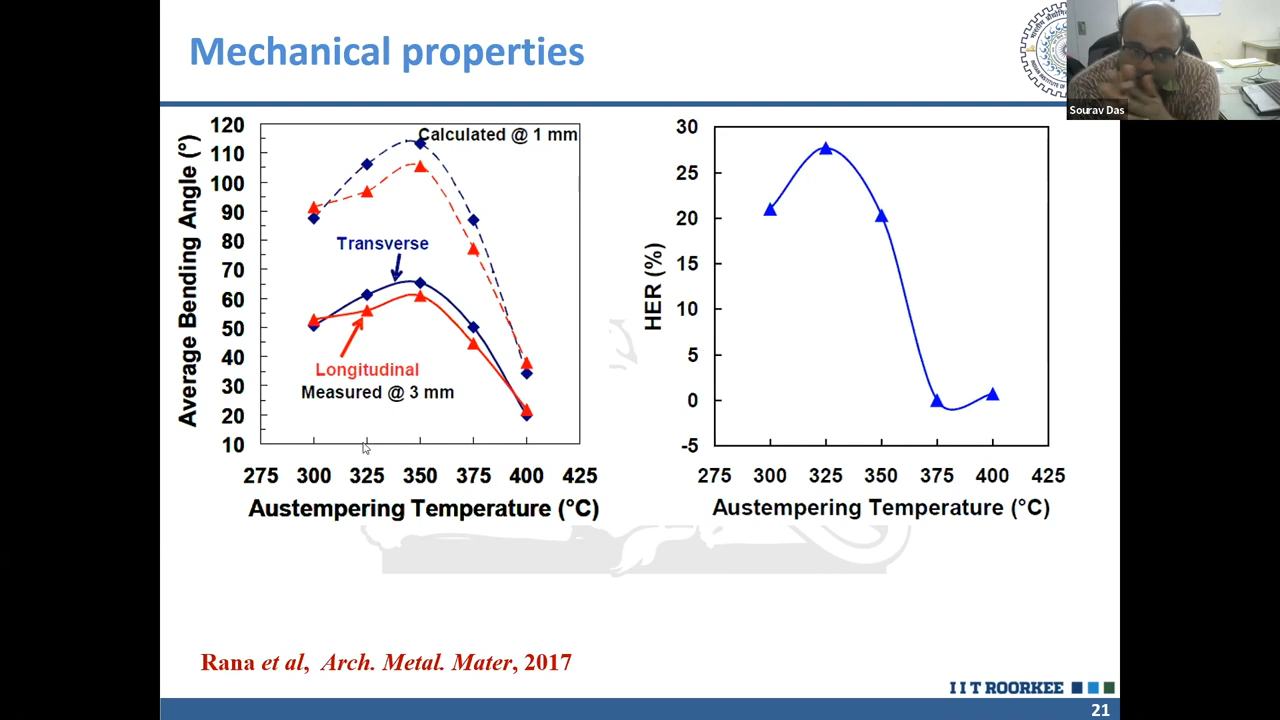 Mechanical properties
Sourav Das
120
110
100
90
80
70
60
50
40
30
20
10
Average Bending Angle (°)
Calculated @ 1 mm
Transverse
Longitudinal
Measured @ 3 mm
275 300 325 350 375 400 425
Austempering Temperature (°C)
30
25
20
15
10
5
0
-5
HER (%)
275 300 325 350 375 400 425
Austempering Temperature (°C)
Rana et al, Arch. Metal. Mater, 2017
IIT ROORKEE
21